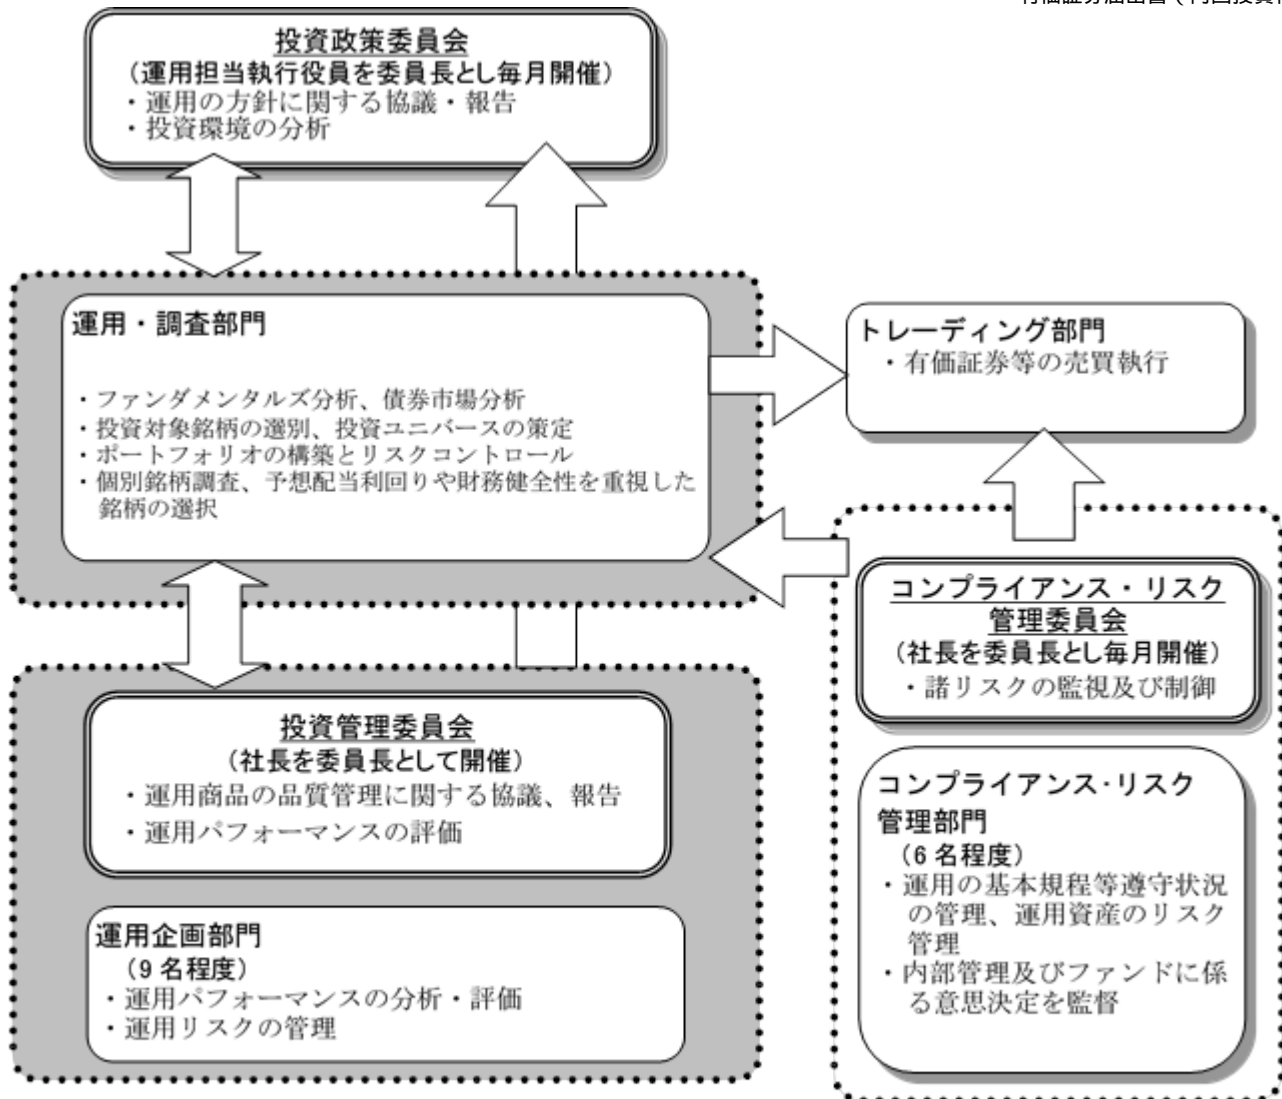 有価証券届出書(内国投資信
投資政策委員会
(運用担当執行役員を委員長とし毎月開催)
・運用の方針に関する協議・報告
・投資環境の分析
運用・調査部門
・ファンダメンタルズ分析、債券市場分析
・投資対象銘柄の選別、投資ユニバースの策定
・ポートフォリオの構築とリスクコントロール
・個別銘柄調査、予想配当利回りや財務健全性を重視した
銘柄の選択
トレーディング部門
・有価証券等の売買執行
コンプライアンス・リスク
管理委員会
(社長を委員長とし毎月開催)
・諸リスクの監視及び制御
投資管理委員会
(社長を委員長として開催)
・運用商品の品質管理に関する協議、報告
・運用パフォーマンスの評価
運用企画部門
(9名程度)
・運用パフォーマンスの分析・評価
・運用リスクの管理
コンプライアンス・リスク
管理部門
(6名程度)
・運用の基本規程等遵守状況
の管理、運用資産のリスク
管理
・内部管理及びファンドに係
る意思決定を監督